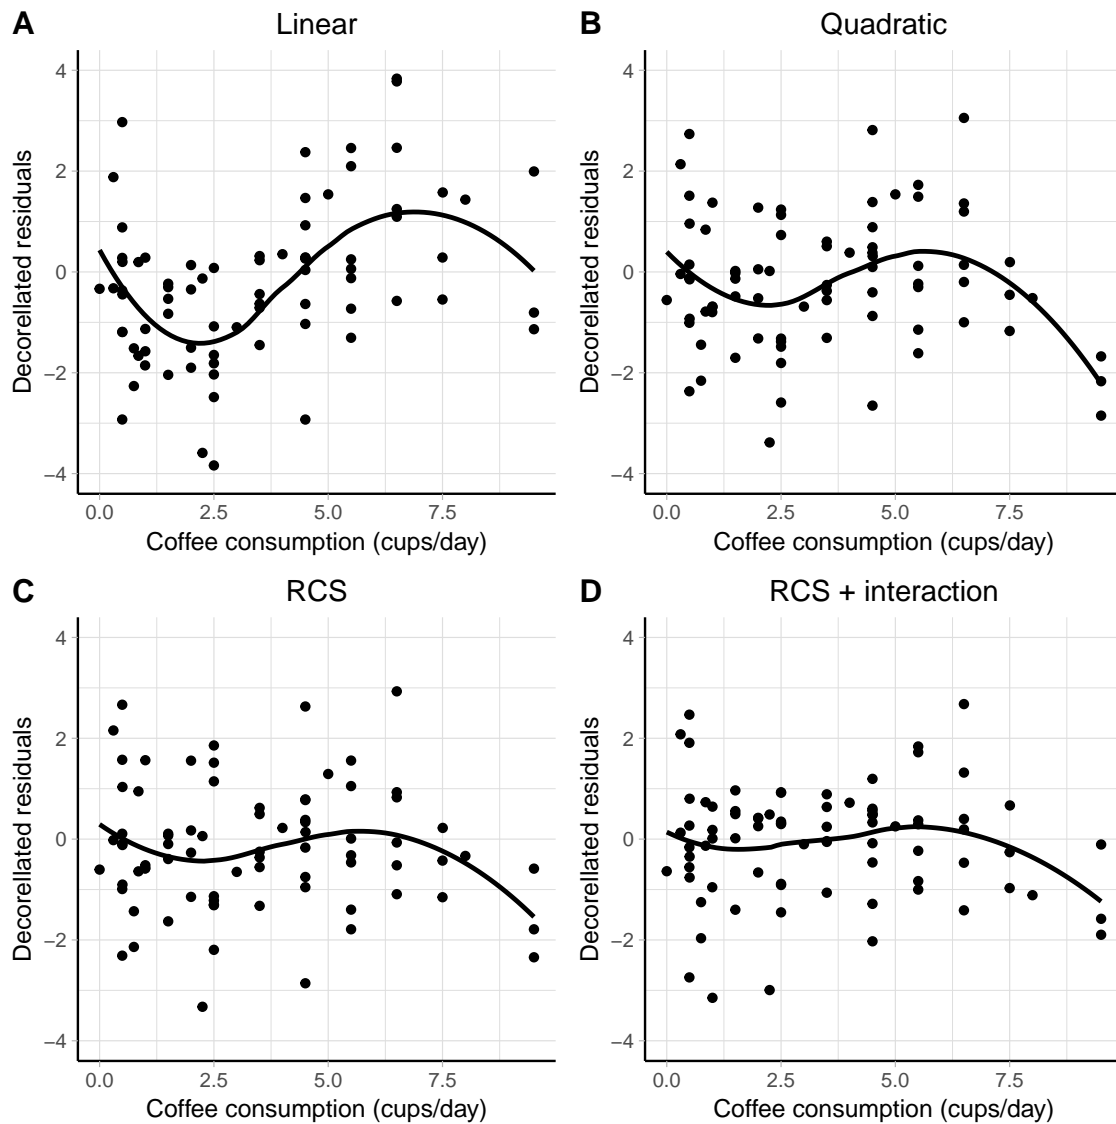 A
Linear
4
2
0
−2
−4
Decorellated residuals
0.0 2.5 5.0 7.5
Coffee consumption (cups/day)
B
Quadratic
4
2
0
−2
−4
Decorellated residuals
0.0 2.5 5.0 7.5
Coffee consumption (cups/day)
C
RCS
4
2
0
−2
−4
Decorellated residuals
0.0 2.5 5.0 7.5
Coffee consumption (cups/day)
D
RCS + interaction
4
2
0
−2
−4
Decorellated residuals
0.0 2.5 5.0 7.5
Coffee consumption (cups/day)